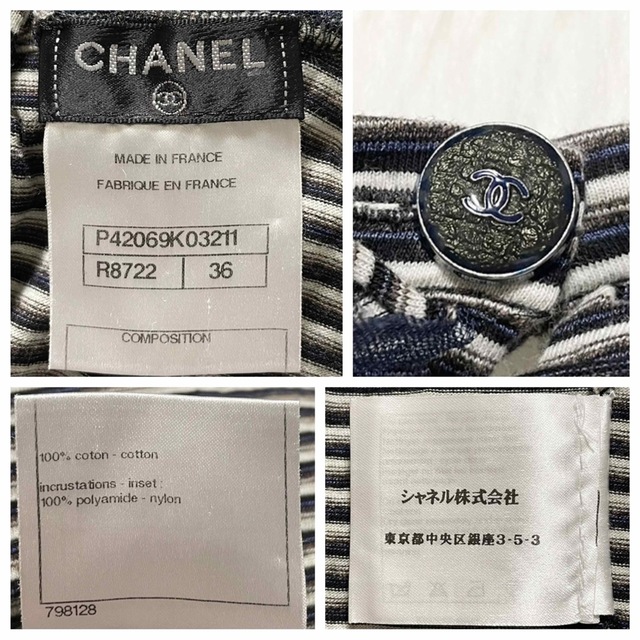 CHANEL
MADE IN FRANCE
FABRIQUE EN FRANCE
P42069K03211
R8722 36
COMPOSITION
100% coton - cotton
incrustations - inset :
100% polyamide - nylon
798128
シャネル株式会社
東京都中央区銀座3-5-3